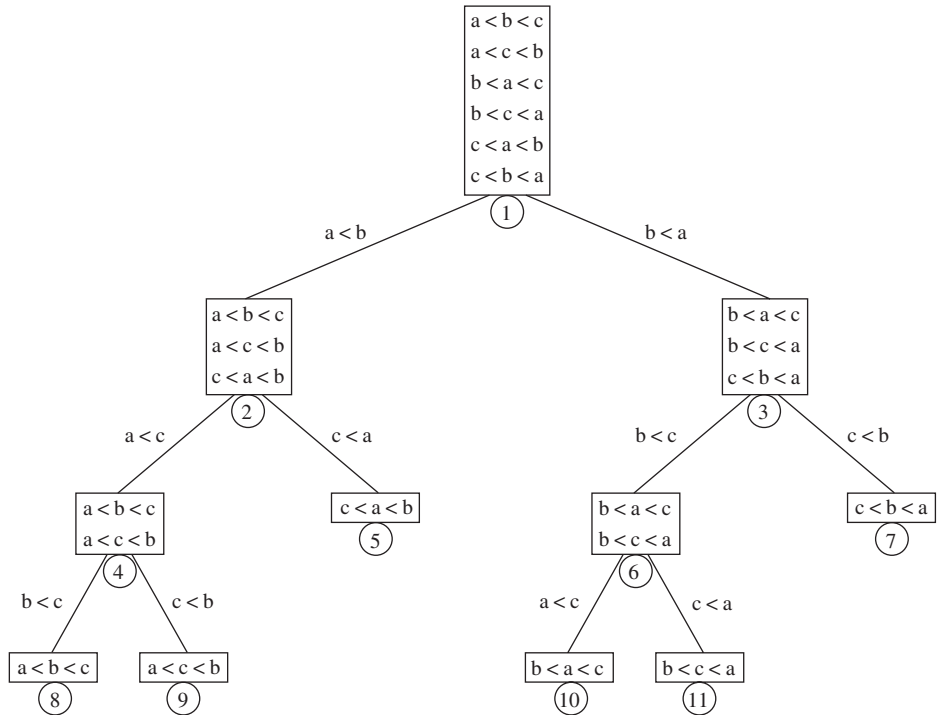 a < b < c
a < c < b
b < a < c
b < c < a
c < a < b
c < b < a
1
a < b
b < a
a < b < c
a < c < b
c < a < b
2
b < a < c
b < c < a
c < b < a
3
a < c
c < a
b < c
c < b
a < b < c
a < c < b
4
c < a < b
5
b < a < c
b < c < a
6
c < b < a
7
b < c
c < b
a < c
c < a
a < b < c
8
a < c < b
9
b < a < c
10
b < c < a
11